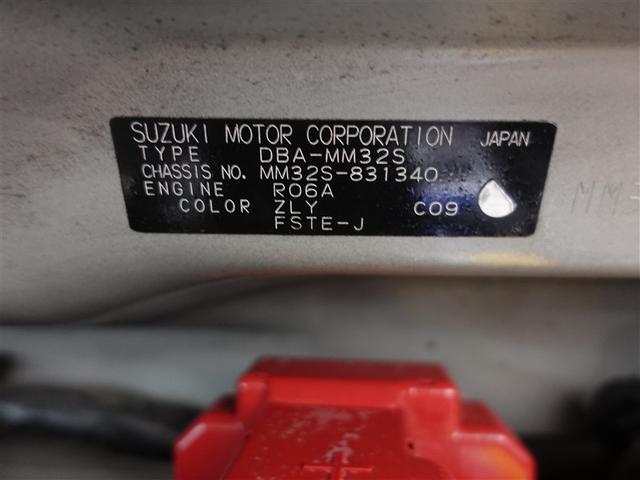 SUZUKI MOTOR CORPORATION JAPAN
TYPE DBA-MM32S
CHASSIS NO. MM32S-831340
ENGINE R06A
COLOR ZLY C09
FSTE-J